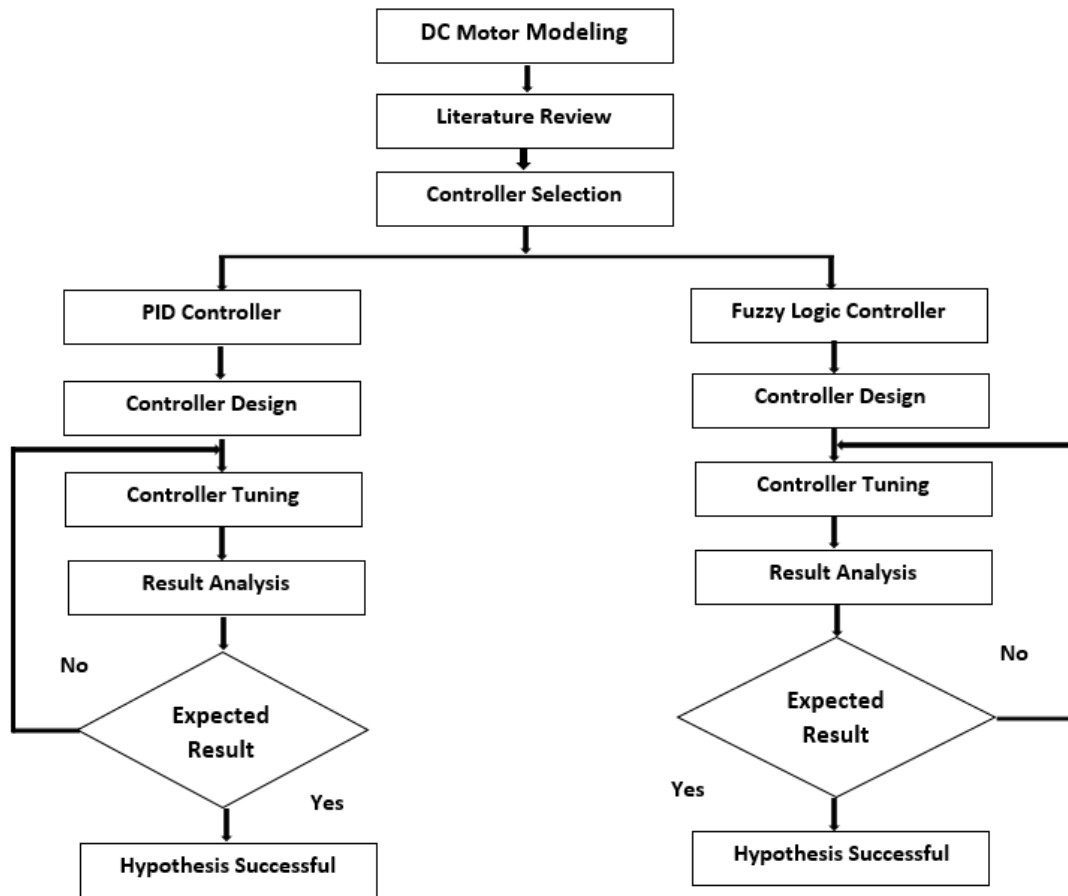 DC Motor Modeling
Literature Review
Controller Selection
PID Controller
Controller Design
Controller Tuning
Result Analysis
No
Expected
Result
Yes
Hypothesis Successful
Fuzzy Logic Controller
Controller Design
Controller Tuning
Result Analysis
No
Expected
Result
Yes
Hypothesis Successful